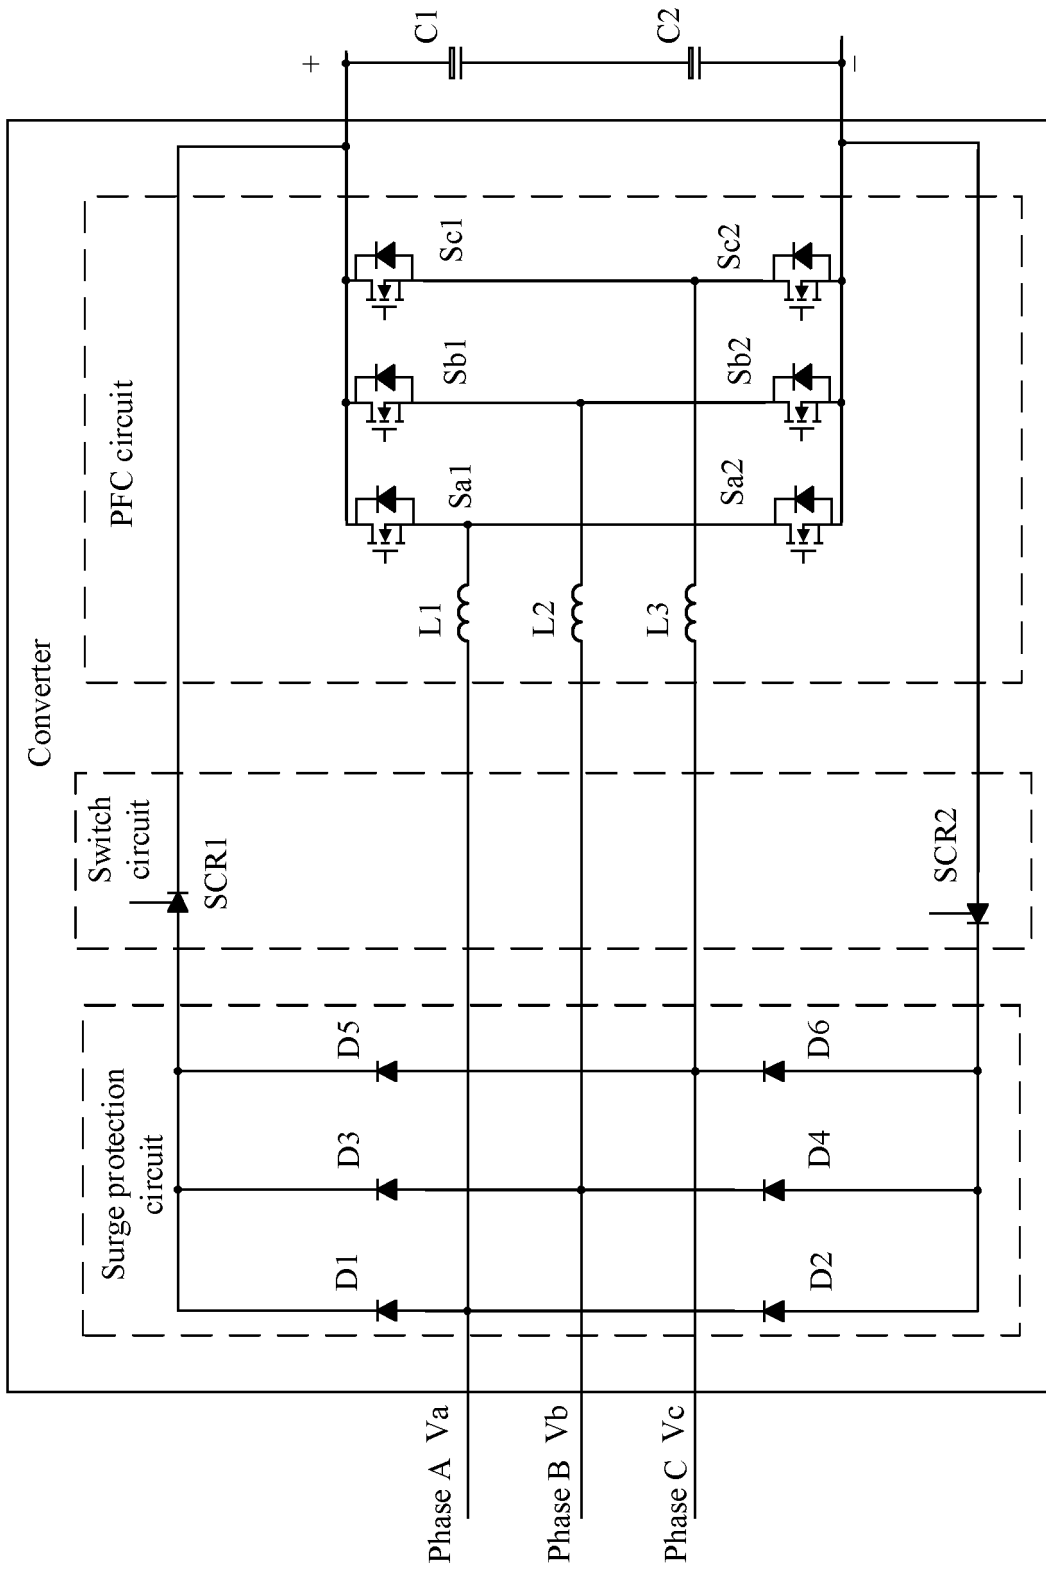 Converter
Surge protection
circuit
Switch
circuit
PFC circuit
SCR1
+
D1
D3
D5
Sa1
Sb1
Sc1
C1
Phase A Va
L1
Phase B Vb
L2
Phase C Vc
L3
C2
Sa2
Sb2
Sc2
D2
D4
D6
−
SCR2